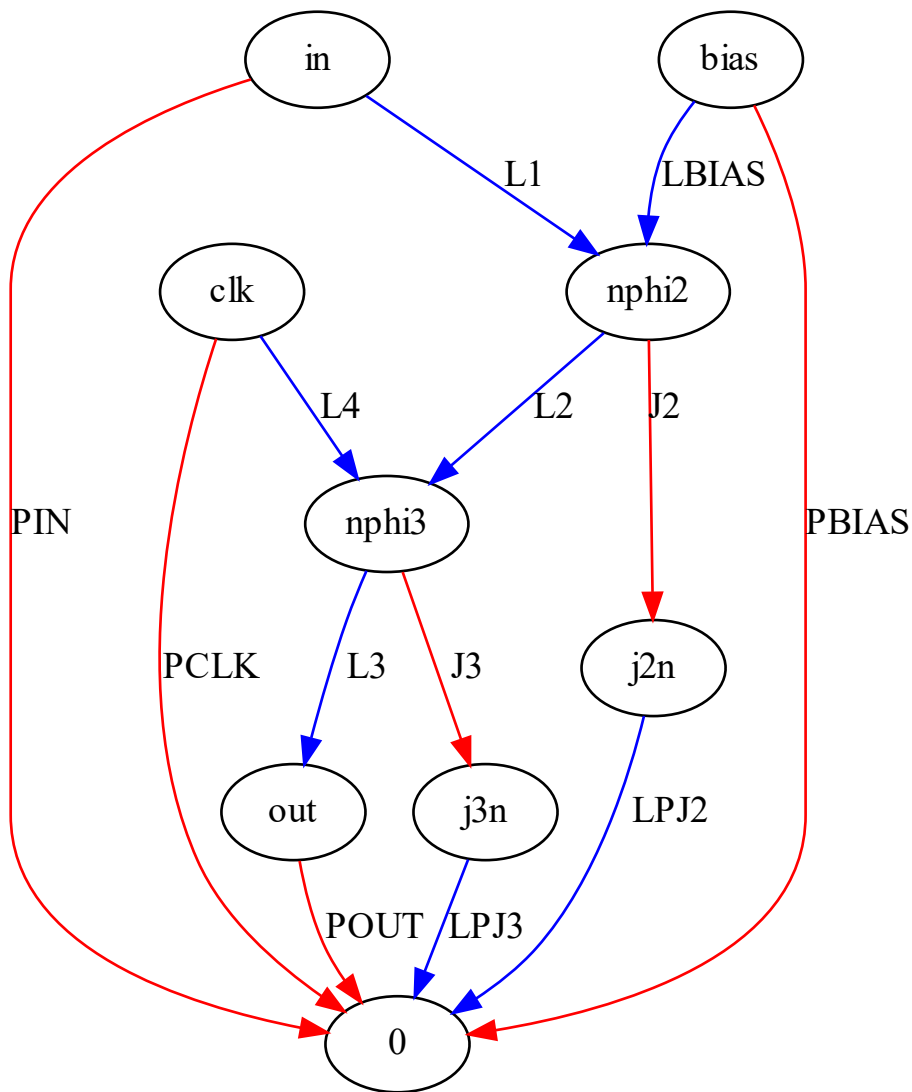 in
bias
L1
LBIAS
clk
nphi2
L4
L2
J2
PIN
nphi3
PBIAS
PCLK
L3
J3
j2n
out
j3n
LPJ2
POUT
LPJ3
0